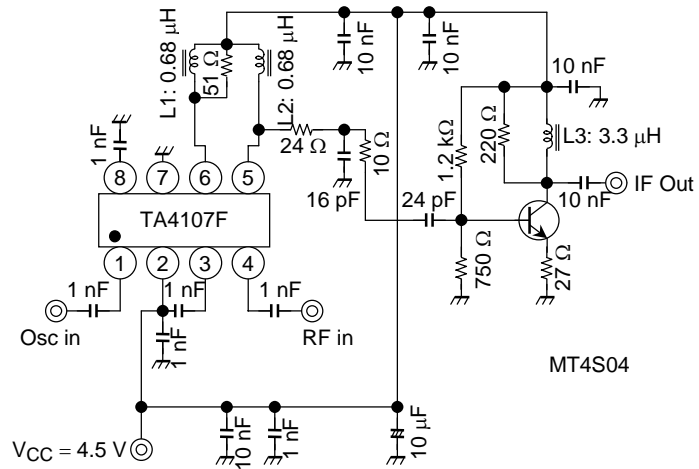 L1: 0.68 μH
51 Ω
L2: 0.68 μH
10 nF
10 nF
10 nF
1.2 kΩ
220 Ω
L3: 3.3 μH
1 nF
24 Ω
10 Ω
16 pF
24 pF
10 nF
IF Out
8
7
6
5
TA4107F
1
2
3
4
750 Ω
27 Ω
1 nF
1 nF
1 nF
Osc in
RF in
1 nF
MT4S04
VCC = 4.5 V
10 nF
1 nF
10 μF